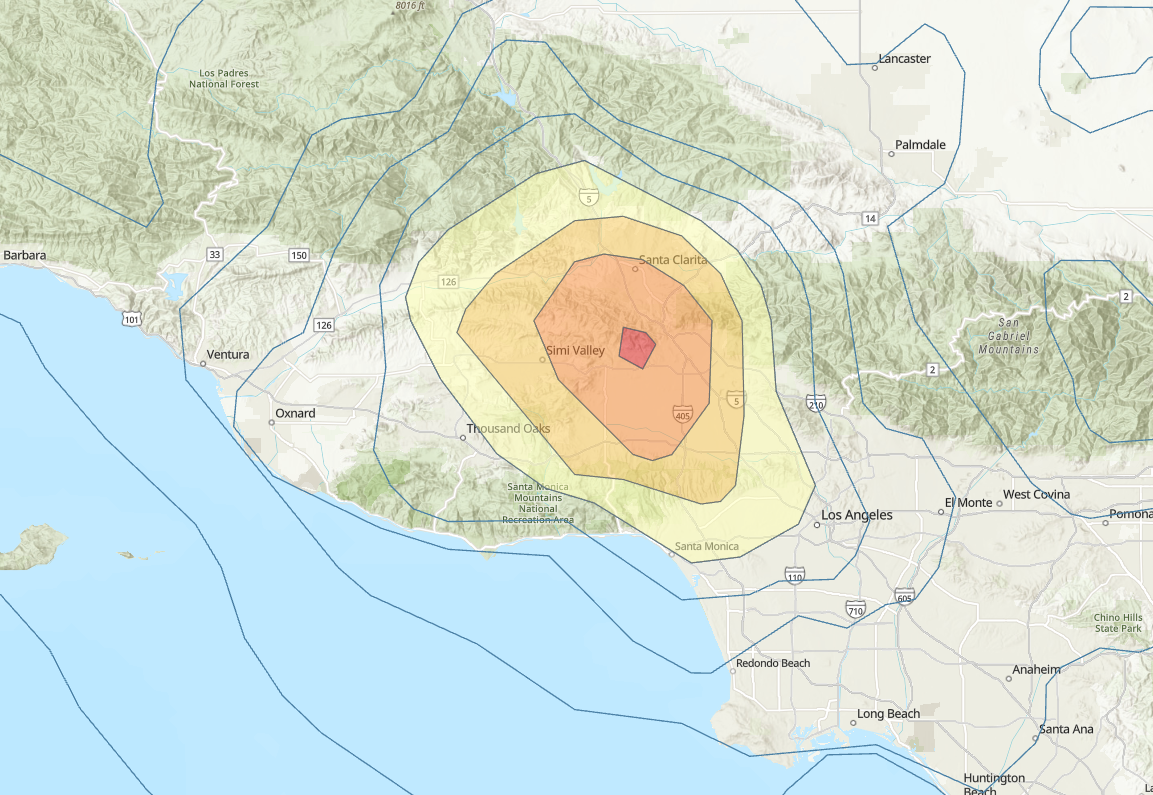 8016 ft
Lancaster
Los Padres
National Forest
Palmdale
5
14
33
150
Barbara
Santa Clarita
126
2
101
126
San
Gabriel
Mountains
Ventura
Simi Valley
2
5
210
405
Oxnard
Thousand Oaks
Santa Monica
Mountains
National
Recreation Area
West Covina
El Monte
Los Angeles
Pomona
Santa Monica
110
605
710
Chino Hills
State Park
Redondo Beach
Anaheim
Long Beach
Santa Ana
Huntington
Beach
La